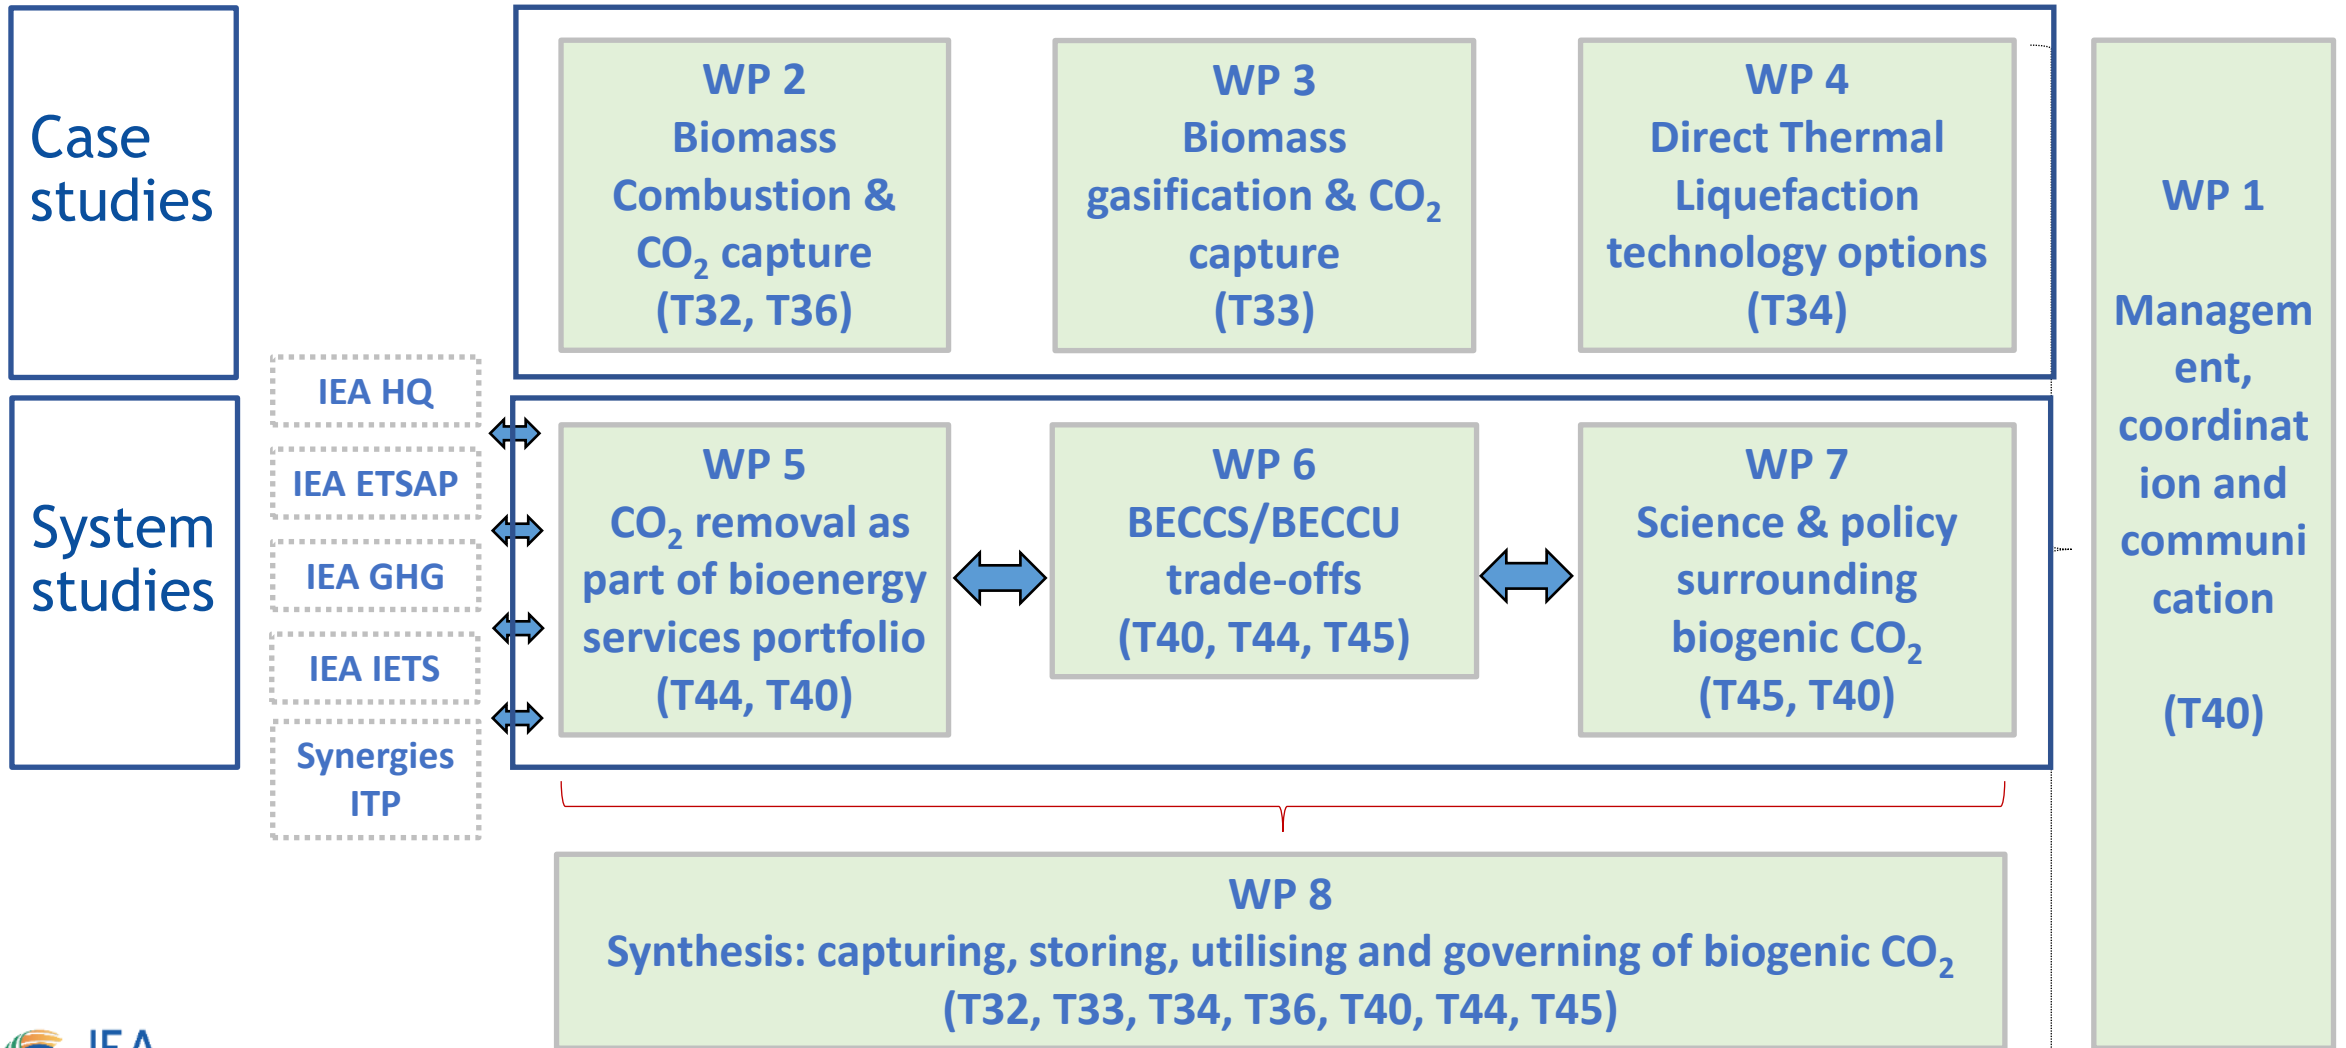 Case
studies
WP 2
Biomass
Combustion &
CO₂ capture
(T32, T36)
WP 3
Biomass
gasification & CO₂
capture
(T33)
WP 4
Direct Thermal
Liquefaction
technology options
(T34)
WP 1
Managem
ent,
coordinat
ion and
communi
cation
(T40)
System
studies
IEA HQ
IEA ETSAP
IEA GHG
IEA IETS
Synergies
ITP
WP 5
CO₂ removal as
part of bioenergy
services portfolio
(T44, T40)
WP 6
BECCS/BECCU
trade-offs
(T40, T44, T45)
WP 7
Science & policy
surrounding
biogenic CO₂
(T45, T40)
WP 8
Synthesis: capturing, storing, utilising and governing of biogenic CO₂
(T32, T33, T34, T36, T40, T44, T45)
IEA